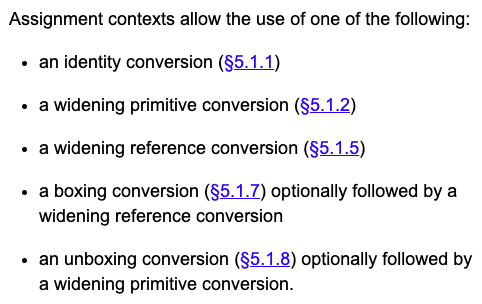 Assignment contexts allow the use of one of the following:
• an identity conversion (§5.1.1)
• a widening primitive conversion (§5.1.2)
• a widening reference conversion (§5.1.5)
• a boxing conversion (§5.1.7) optionally followed by a
widening reference conversion
• an unboxing conversion (§5.1.8) optionally followed by
a widening primitive conversion.